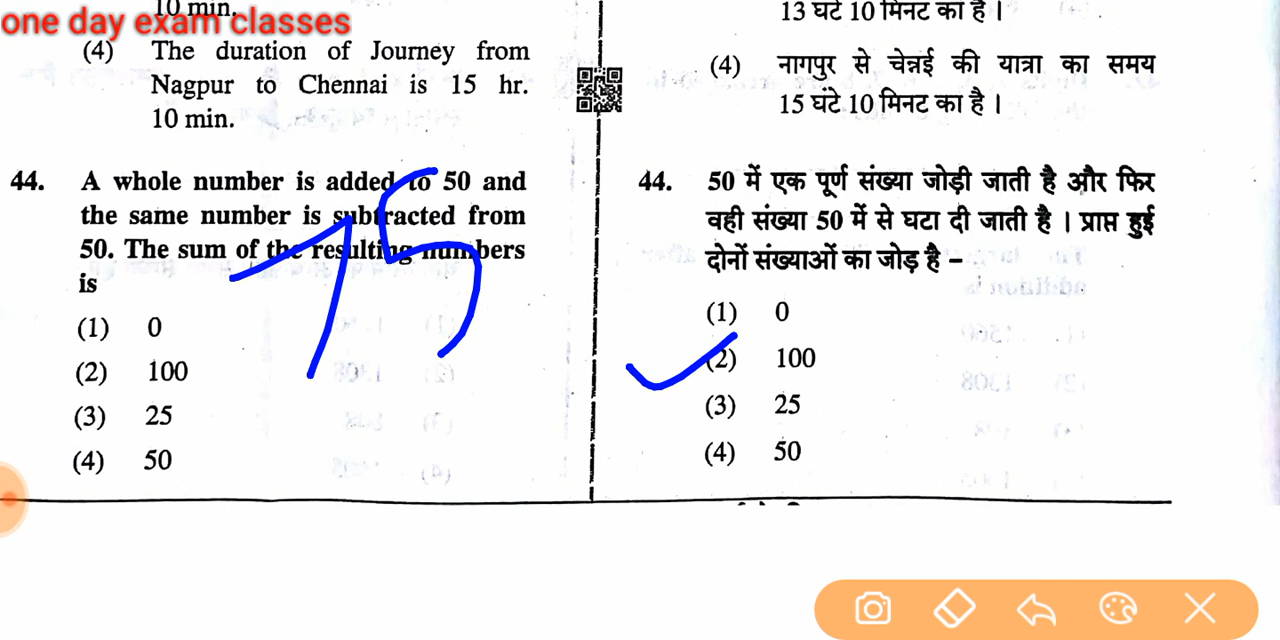 10 min.
one day exam classes
(4) The duration of Journey from
Nagpur to Chennai is 15 hr.
10 min.
44. A whole number is added to 50 and
the same number is subtracted from
50. The sum of the resulting numbers
is
(1) 0
(2) 100
(3) 25
(4) 50
75
13 घंटे 10 मिनट का है ।
(4) नागपुर से चेन्नई की यात्रा का समय
15 घंटे 10 मिनट का है ।
44. 50 में एक पूर्ण संख्या जोड़ी जाती है और फिर
वही संख्या 50 में से घटा दी जाती है । प्राप्त हुई
दोनों संख्याओं का जोड़ है –
(1) 0
(2) 100
(3) 25
(4) 50